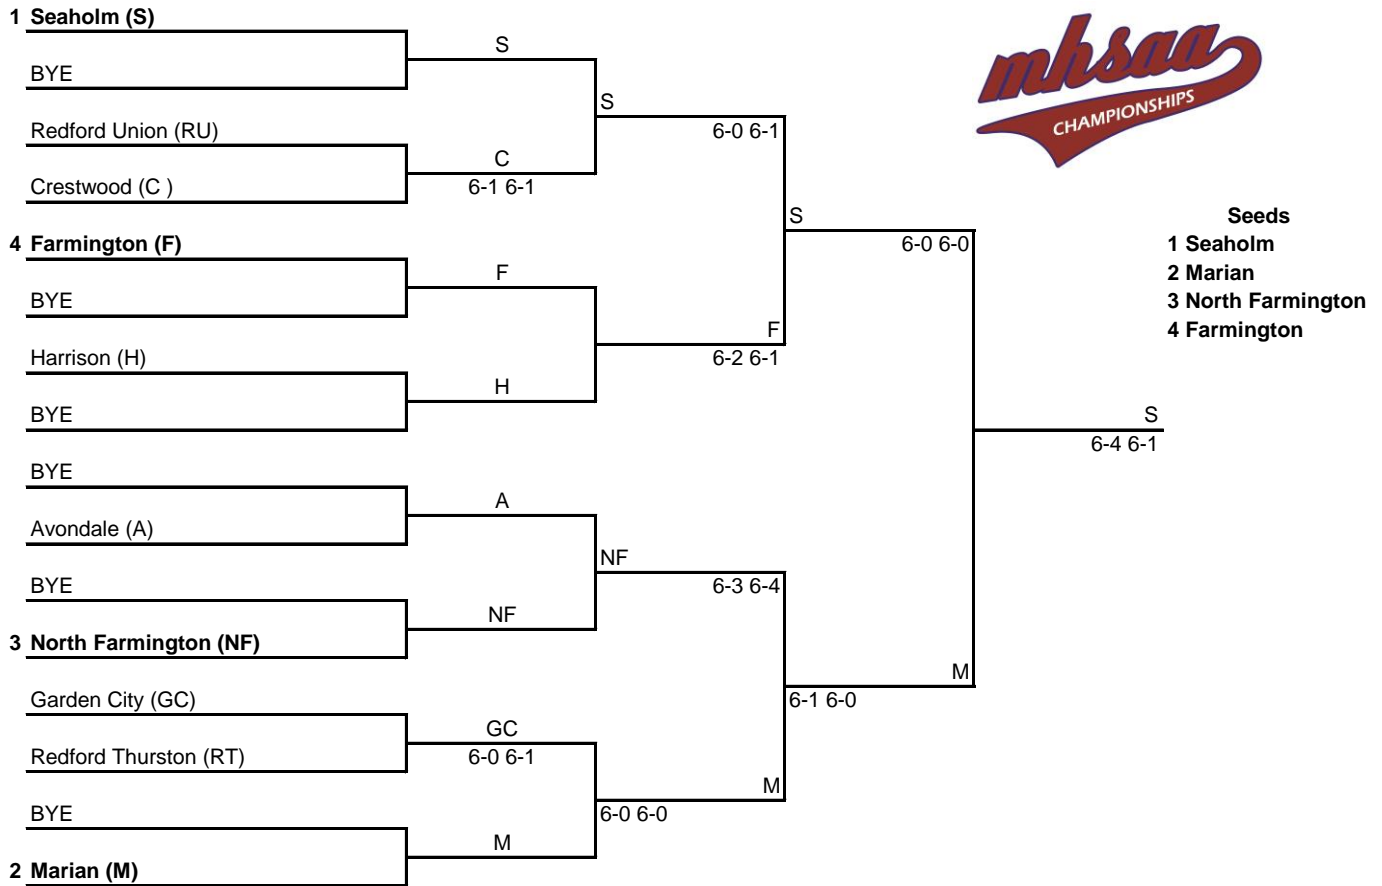 1 Seaholm (S)
BYE
Redford Union (RU)
Crestwood (C )
4 Farmington (F)
BYE
Harrison (H)
BYE
BYE
Avondale (A)
BYE
3 North Farmington (NF)
Garden City (GC)
Redford Thurston (RT)
BYE
2 Marian (M)
S
C
6-1 6-1
F
H
A
NF
GC
6-0 6-1
M
S
6-0 6-1
F
6-2 6-1
NF
6-3 6-4
M
6-0 6-0
S
6-0 6-0
M
6-1 6-0
S
6-4 6-1
mhsaa
CHAMPIONSHIPS
Seeds
1 Seaholm
2 Marian
3 North Farmington
4 Farmington